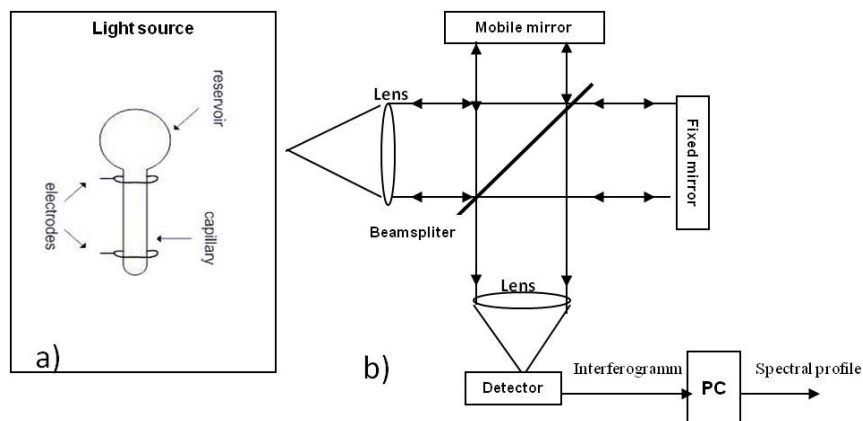 Light source
reservoir
electrodes
capillary
a)
Mobile mirror
Lens
Fixed mirror
Beamspliter
Lens
b)
Detector
Interferogramm
PC
Spectral profile